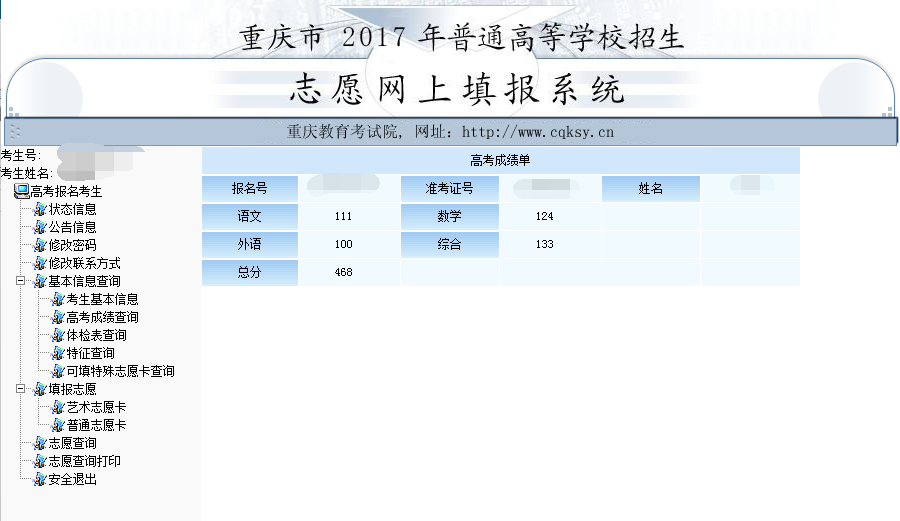 重庆市 2017 年普通高等学校招生
志愿网上填报系统
重庆教育考试院, 网址: http://www.cqksy.cn
考生号:
考生姓名:
高考报名考生
状态信息
公告信息
修改密码
修改联系方式
基本信息查询
考生基本信息
高考成绩查询
体检表查询
特征查询
可填特殊志愿卡查询
填报志愿
艺术志愿卡
普通志愿卡
志愿查询
志愿查询打印
安全退出
高考成绩单
报名号 准考证号 姓名
语文 111 数学 124
外语 100 综合 133
总分 468